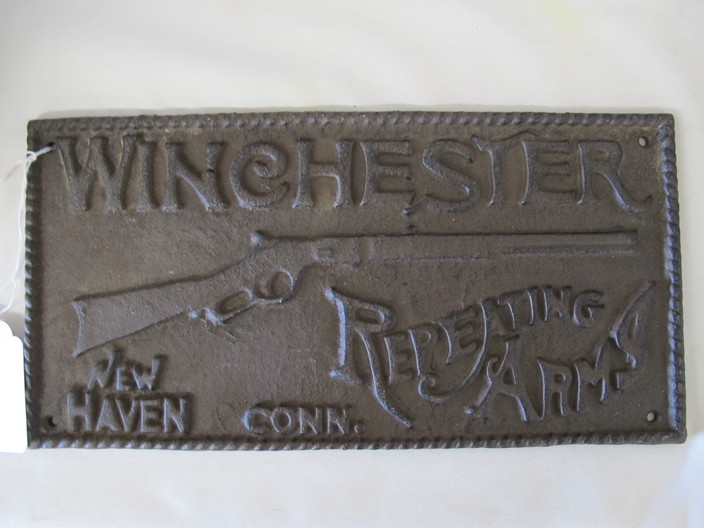 WINCHESTER
REPEATING
ARMS
NEW
HAVEN CONN.